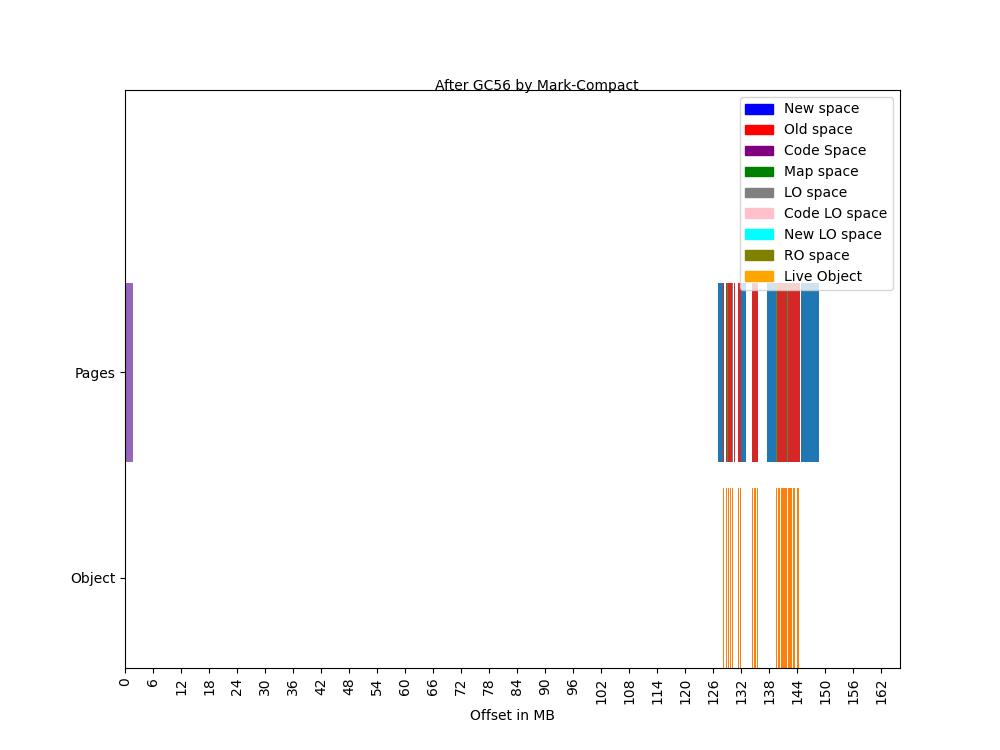 After GC56 by Mark-Compact
New space
Old space
Code Space
Map space
LO space
Code LO space
New LO space
RO space
Live Object
Pages
Object
0 6 12 18 24 30 36 42 48 54 60 66 72 78 84 90 96 102 108 114 120 126 132 138 144 150 156 162
Offset in MB